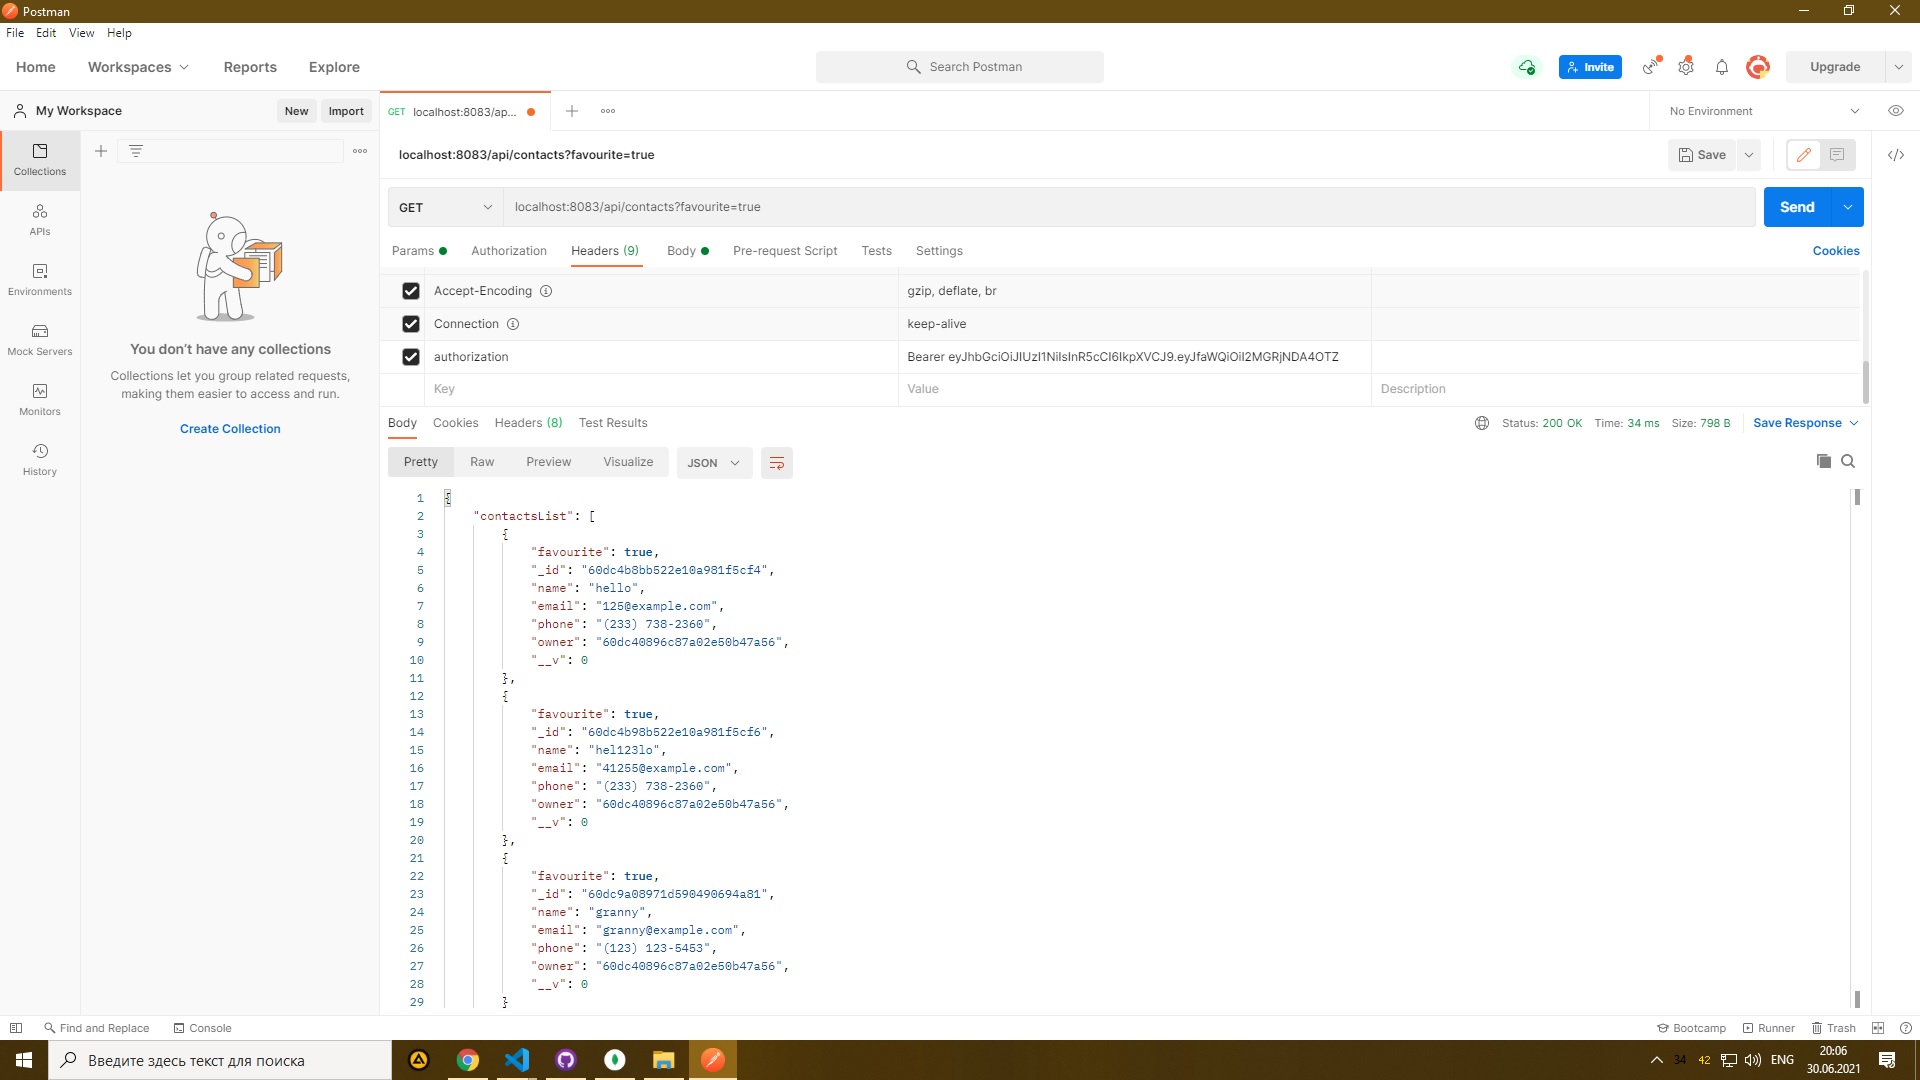 Postman
File Edit View Help
Home Workspaces Reports Explore
Search Postman
Invite
Upgrade
My Workspace
New Import
GET localhost:8083/ap...
No Environment
Collections
APIs
Environments
Mock Servers
Monitors
History
You don't have any collections
Collections let you group related requests,
making them easier to access and run.
Create Collection
localhost:8083/api/contacts?favourite=true
Save
GET localhost:8083/api/contacts?favourite=true
Send
Params Authorization Headers (9) Body Pre-request Script Tests Settings
Cookies
Accept-Encoding gzip, deflate, br
Connection keep-alive
authorization Bearer eyJhbGciOiJIUzI1NiIsInR5cCI6IkpXVCJ9.eyJfaWQiOiI2MGRjNDA4OTZ
Key Value Description
Body Cookies Headers (8) Test Results
Status: 200 OK Time: 34 ms Size: 798 B Save Response
Pretty Raw Preview Visualize JSON
1 {
2 "contactsList": [
3 {
4 "favourite": true,
5 "_id": "60dc4b8bb522e10a981f5cf4",
6 "name": "hello",
7 "email": "125@example.com",
8 "phone": "(233) 738-2360",
9 "owner": "60dc40896c87a02e50b47a56",
10 "__v": 0
11 },
12 {
13 "favourite": true,
14 "_id": "60dc4b98b522e10a981f5cf6",
15 "name": "hel123lo",
16 "email": "41255@example.com",
17 "phone": "(233) 738-2360",
18 "owner": "60dc40896c87a02e50b47a56",
19 "__v": 0
20 },
21 {
22 "favourite": true,
23 "_id": "60dc9a08971d590490694a81",
24 "name": "granny",
25 "email": "granny@example.com",
26 "phone": "(123) 123-5453",
27 "owner": "60dc40896c87a02e50b47a56",
28 "__v": 0
29 }
Find and Replace Console
Bootcamp Runner Trash
Введите здесь текст для поиска
34 42 ENG
20:06
30.06.2021